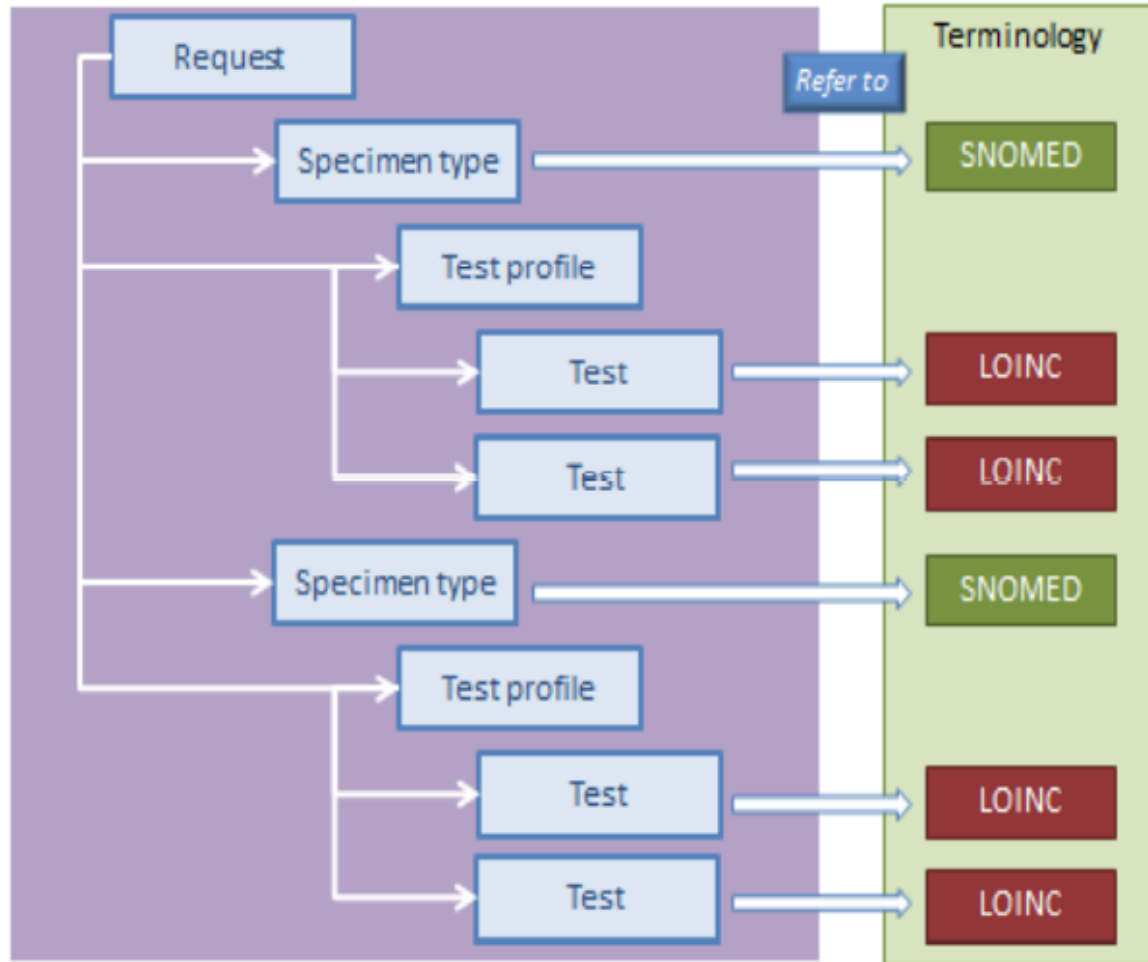 Terminology
Request
Refer to
Specimen type
SNOMED
Test profile
Test
LOINC
Test
LOINC
Specimen type
SNOMED
Test profile
Test
LOINC
Test
LOINC